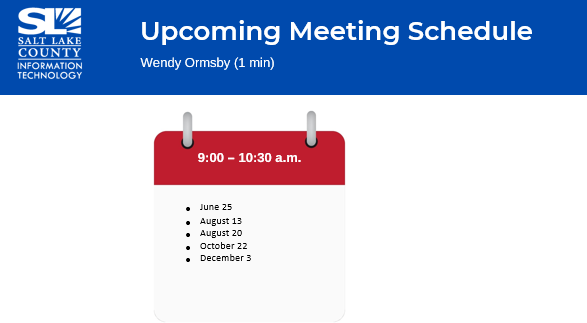 SL
SALT LAKE
COUNTY
INFORMATION
TECHNOLOGY
Upcoming Meeting Schedule
Wendy Ormsby (1 min)
9:00 – 10:30 a.m.
• June 25
• August 13
• August 20
• October 22
• December 3